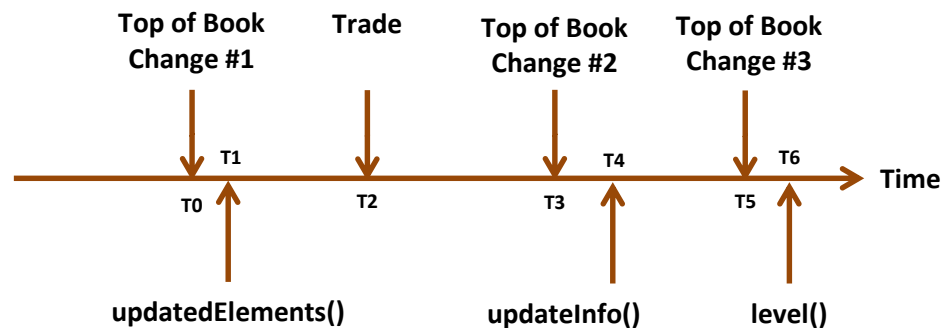 Top of Book
Change #1
Trade
Top of Book
Change #2
Top of Book
Change #3
T1
T4
T6
Time
T0
T2
T3
T5
updatedElements()
updateInfo()
level()